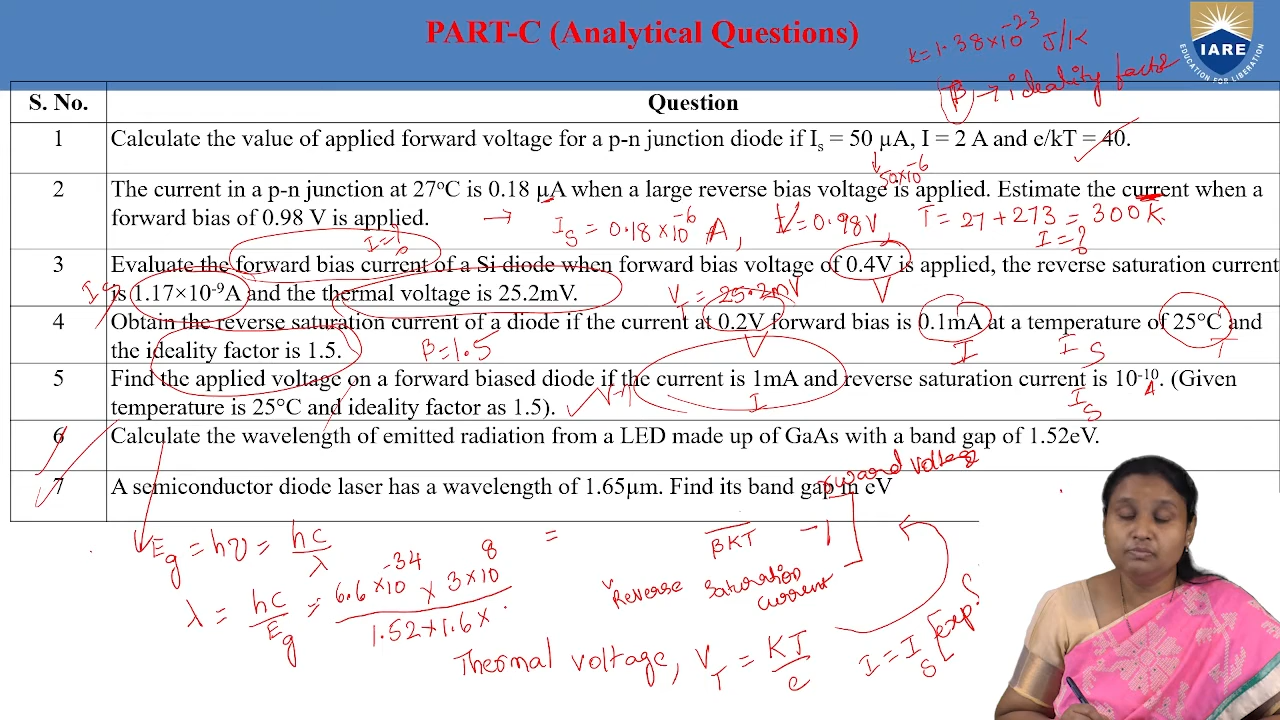 PART-C (Analytical Questions)
k=1.38×10⁻²³ J/K
IARE
EDUCATION FOR LIBERATION
β → ideality factor
S. No. Question
1 Calculate the value of applied forward voltage for a p-n junction diode if Iₛ = 50 µA, I = 2 A and e/kT = 40.
50×10⁻⁶
2 The current in a p-n junction at 27°C is 0.18 µA when a large reverse bias voltage is applied. Estimate the current when a
forward bias of 0.98 V is applied.
→ I_S = 0.18×10⁻⁶ A, V=0.98V, T = 27+273 = 300K
I=? I=?
3 Evaluate the forward bias current of a Si diode when forward bias voltage of 0.4V is applied, the reverse saturation current
is 1.17×10⁻⁹A and the thermal voltage is 25.2mV.
I_S V_T = 25.2mV V
4 Obtain the reverse saturation current of a diode if the current at 0.2V forward bias is 0.1mA at a temperature of 25°C and
the ideality factor is 1.5.
β=1.5 V I I_S T
5 Find the applied voltage on a forward biased diode if the current is 1mA and reverse saturation current is 10⁻¹⁰. (Given
temperature is 25°C and ideality factor as 1.5).
I I_S A
6 Calculate the wavelength of emitted radiation from a LED made up of GaAs with a band gap of 1.52eV.
7 A semiconductor diode laser has a wavelength of 1.65µm. Find its band gap in eV
voltage
E_g = hν = hc/λ
= βKT -1]
λ = hc/E_g = 6.6×10⁻³⁴ × 3×10⁸ / 1.52×1.6×
reverse saturation current
Thermal voltage, V_T = KT/e
I = I_S [exp